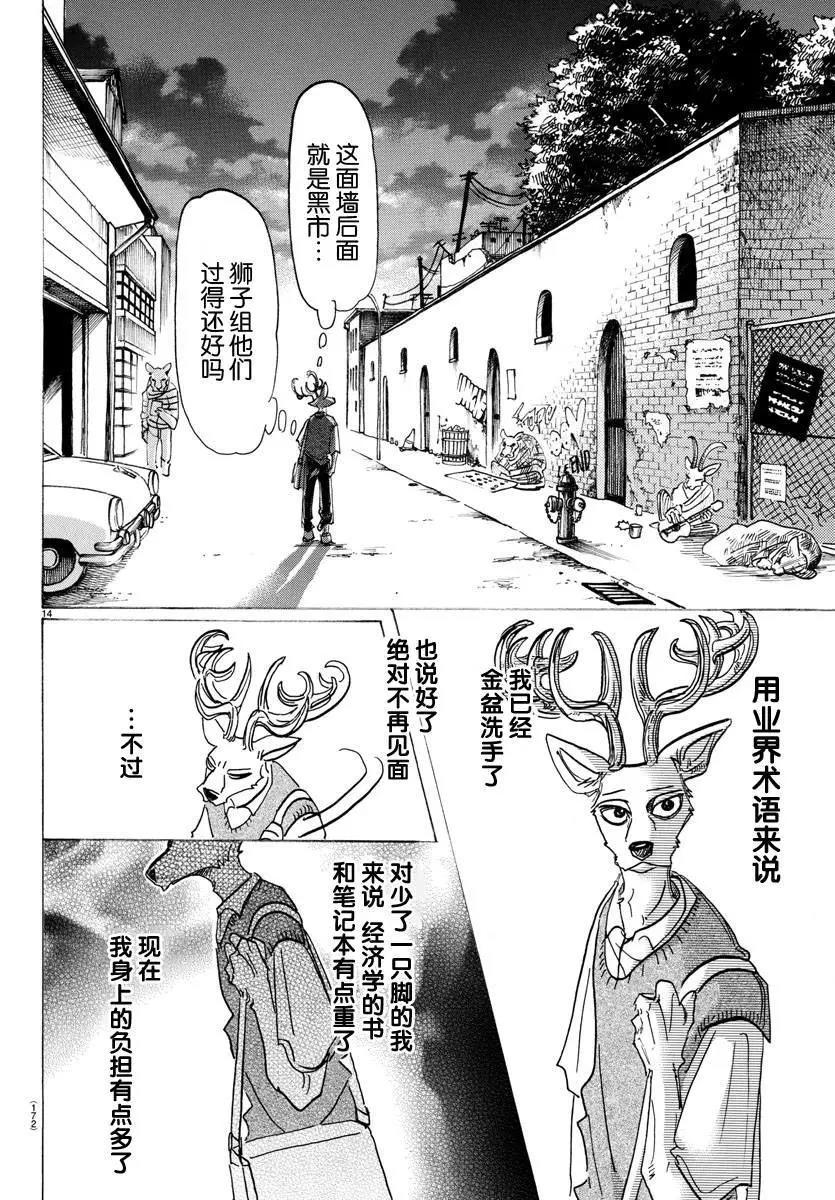 这面墙后面
就是黑市…
狮子组他们
过得还好吗
END
14
用业界术语来说
我已经
金盆洗手了
也说好了
绝对不再见面
…不过
对少了一只脚的我
来说 经济学的书
和笔记本有点重了
现在
我身上的负担有点多了
(172)